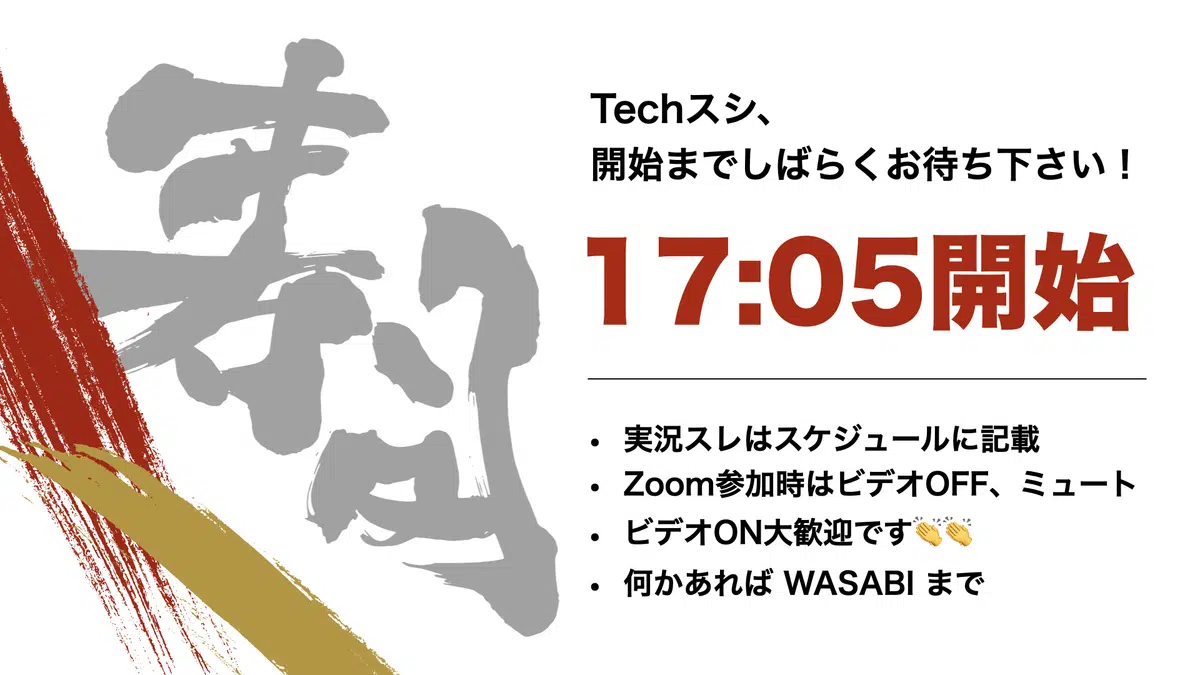 寿司
Techスシ、
開始までしばらくお待ち下さい！
17:05開始
• 実況スレはスケジュールに記載
• Zoom参加時はビデオOFF、ミュート
• ビデオON大歓迎です👏👏
• 何かあれば WASABI まで